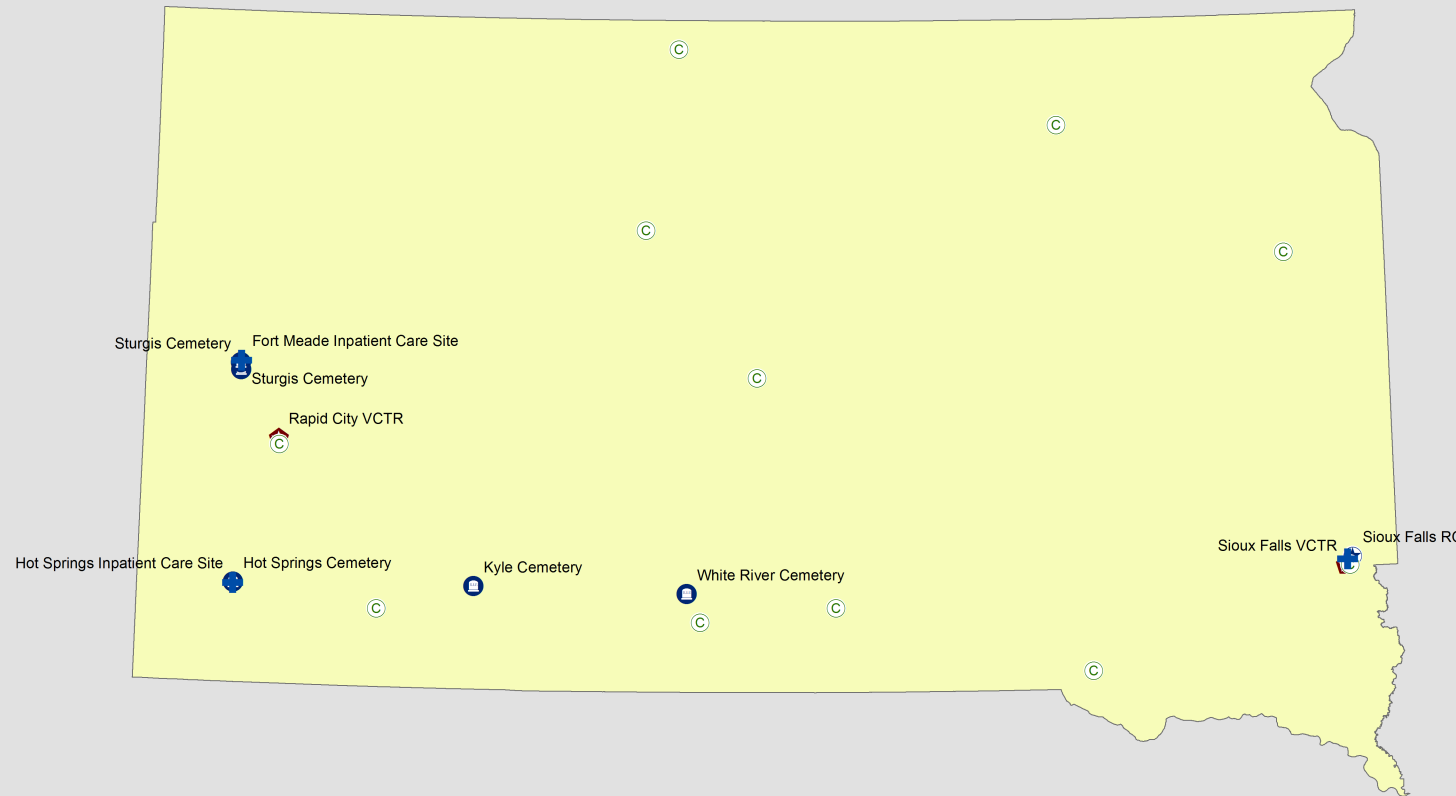 C
C
C
C
Sturgis Cemetery
Fort Meade Inpatient Care Site
Sturgis Cemetery
C
Rapid City VCTR
C
Sioux Falls RO
Sioux Falls VCTR
C
Hot Springs Inpatient Care Site
Hot Springs Cemetery
Kyle Cemetery
White River Cemetery
C
C
C
C